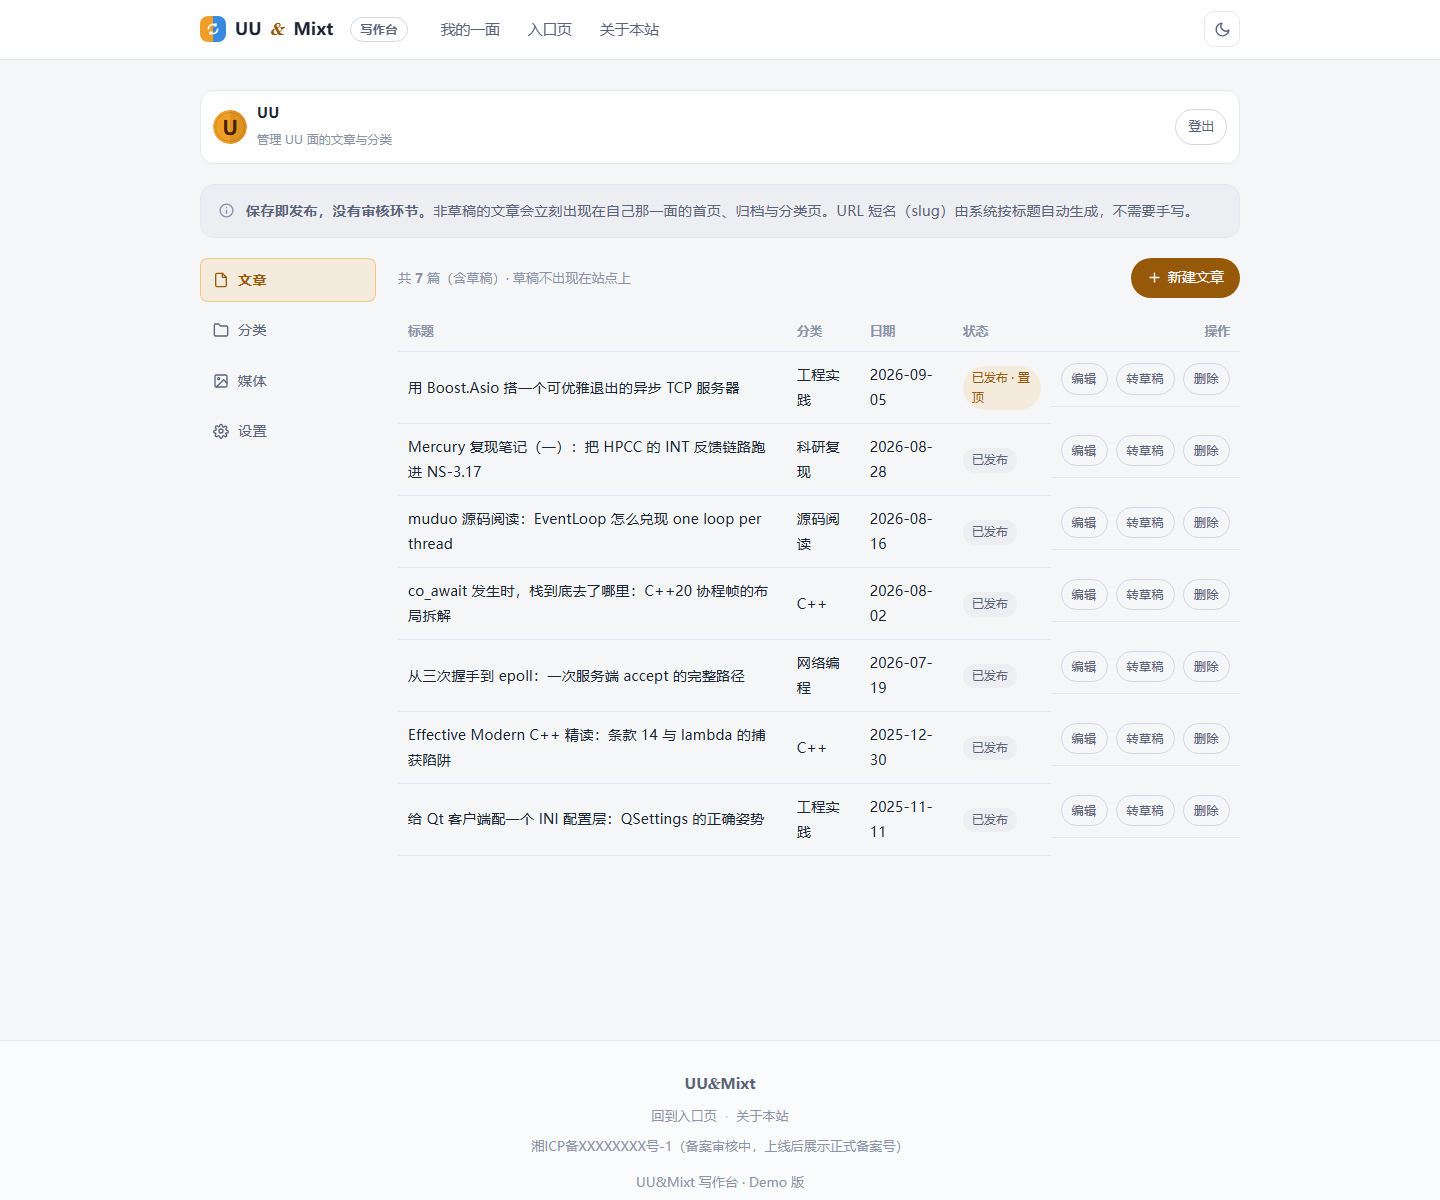 UU & Mixt 写作台 我的一面 入口页 关于本站
U
UU
管理 UU 面的文章与分类
登出
保存即发布，没有审核环节。非草稿的文章会立刻出现在自己那一面的首页、归档与分类页。URL 短名（slug）由系统按标题自动生成，不需要手写。
文章
分类
媒体
设置
共 7 篇（含草稿）· 草稿不出现在站点上
+ 新建文章
标题 分类 日期 状态 操作
用 Boost.Asio 搭一个可优雅退出的异步 TCP 服务器
工程实
践
2026-09-
05
已发布 · 置
顶
编辑 转草稿 删除
Mercury 复现笔记（一）：把 HPCC 的 INT 反馈链路跑
进 NS-3.17
科研复
现
2026-08-
28
已发布
编辑 转草稿 删除
muduo 源码阅读：EventLoop 怎么兑现 one loop per
thread
源码阅
读
2026-08-
16
已发布
编辑 转草稿 删除
co_await 发生时，栈到底去了哪里：C++20 协程帧的布
局拆解
C++
2026-08-
02
已发布
编辑 转草稿 删除
从三次握手到 epoll：一次服务端 accept 的完整路径
网络编
程
2026-07-
19
已发布
编辑 转草稿 删除
Effective Modern C++ 精读：条款 14 与 lambda 的捕
获陷阱
C++
2025-12-
30
已发布
编辑 转草稿 删除
给 Qt 客户端配一个 INI 配置层：QSettings 的正确姿势
工程实
践
2025-11-
11
已发布
编辑 转草稿 删除
UU&Mixt
回到入口页 · 关于本站
湘ICP备XXXXXXXX号-1（备案审核中，上线后展示正式备案号）
UU&Mixt 写作台 · Demo 版